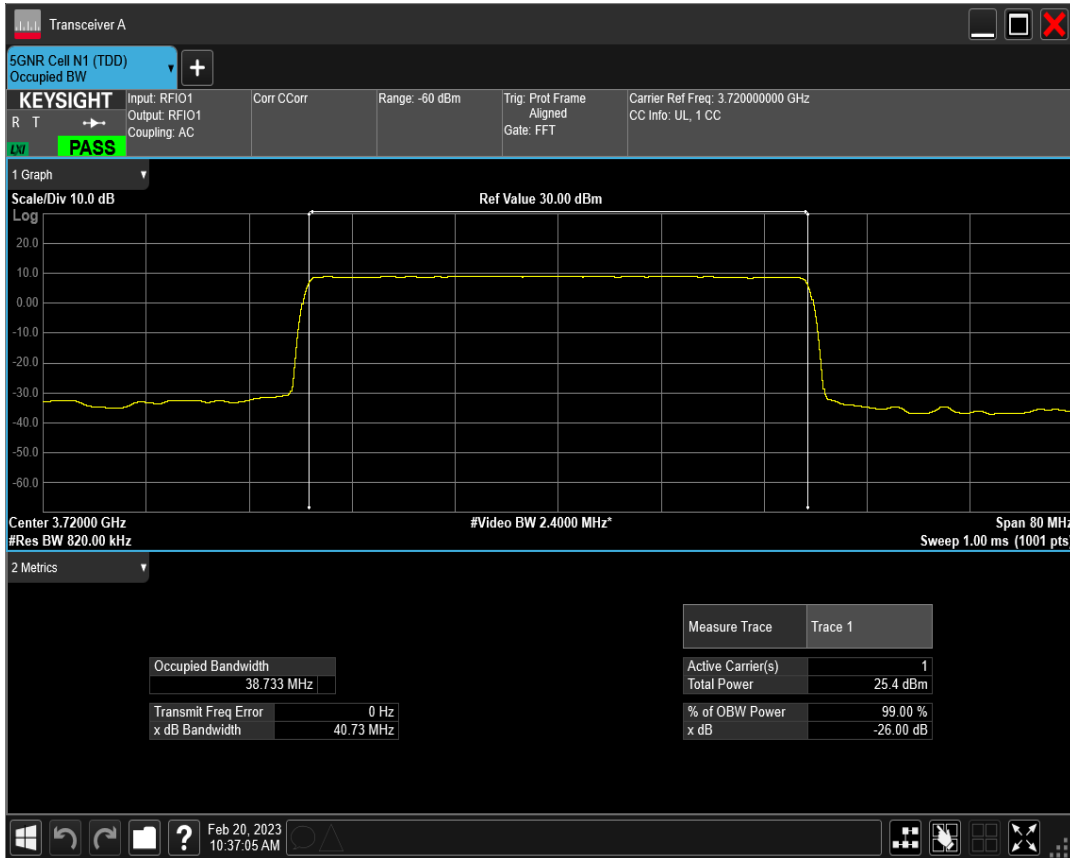 Transceiver A
5GNR Cell N1 (TDD)
Occupied BW
+
KEYSIGHT
R T
LXI
PASS
Input: RFIO1
Output: RFIO1
Coupling: AC
Corr CCorr
Range: -60 dBm
Trig: Prot Frame
Aligned
Gate: FFT
Carrier Ref Freq: 3.720000000 GHz
CC Info: UL, 1 CC
1 Graph
Scale/Div 10.0 dB
Ref Value 30.00 dBm
Log
20.0
10.0
0.00
-10.0
-20.0
-30.0
-40.0
-50.0
-60.0
Center 3.72000 GHz
#Video BW 2.4000 MHz*
Span 80 MHz
#Res BW 820.00 kHz
Sweep 1.00 ms (1001 pts)
2 Metrics
Measure Trace Trace 1
Occupied Bandwidth
38.733 MHz
Transmit Freq Error 0 Hz
x dB Bandwidth 40.73 MHz
Active Carrier(s) 1
Total Power 25.4 dBm
% of OBW Power 99.00 %
x dB -26.00 dB
?
Feb 20, 2023
10:37:05 AM